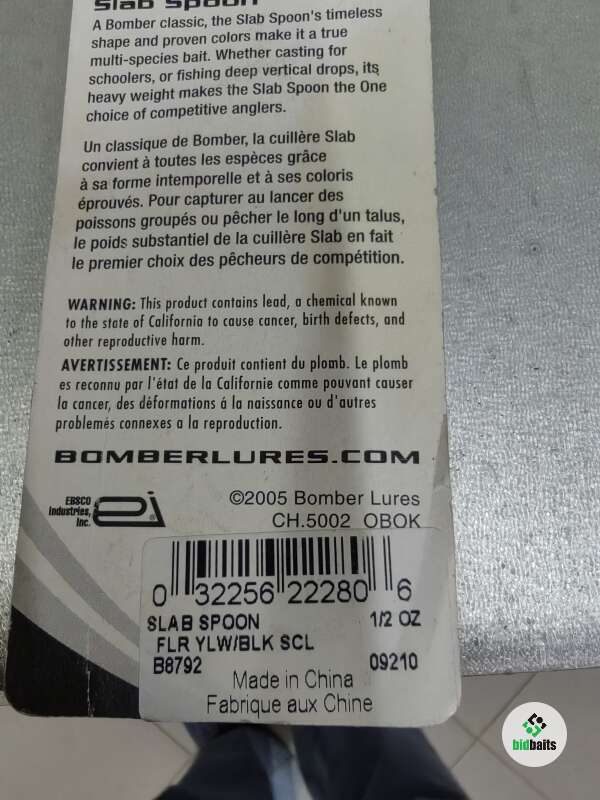 Slab Spoon
A Bomber classic, the Slab Spoon's timeless
shape and proven colors make it a true
multi-species bait. Whether casting for
schoolers, or fishing deep vertical drops, its
heavy weight makes the Slab Spoon the One
choice of competitive anglers.
Un classique de Bomber, la cuillère Slab
convient à toutes les espèces grâce
à sa forme intemporelle et à ses coloris
éprouvés. Pour capturer au lancer des
poissons groupés ou pêcher le long d'un talus,
le poids substantiel de la cuillère Slab en fait
le premier choix des pêcheurs de compétition.
WARNING: This product contains lead, a chemical known
to the state of California to cause cancer, birth defects, and
other reproductive harm.
AVERTISSEMENT: Ce produit contient du plomb. Le plomb
es reconnu par l'état de la Californie comme pouvant causer
la cancer, des déformations á la naissance ou d'autres
problemés connexes a la reproduction.
BOMBERLURES.COM
EBSCO
Industries,
Inc.
ei
©2005 Bomber Lures
CH.5002 OBOK
0 32256 22280 6
SLAB SPOON 1/2 OZ
FLR YLW/BLK SCL
B8792 09210
Made in China
Fabrique aux Chine
bidbaits